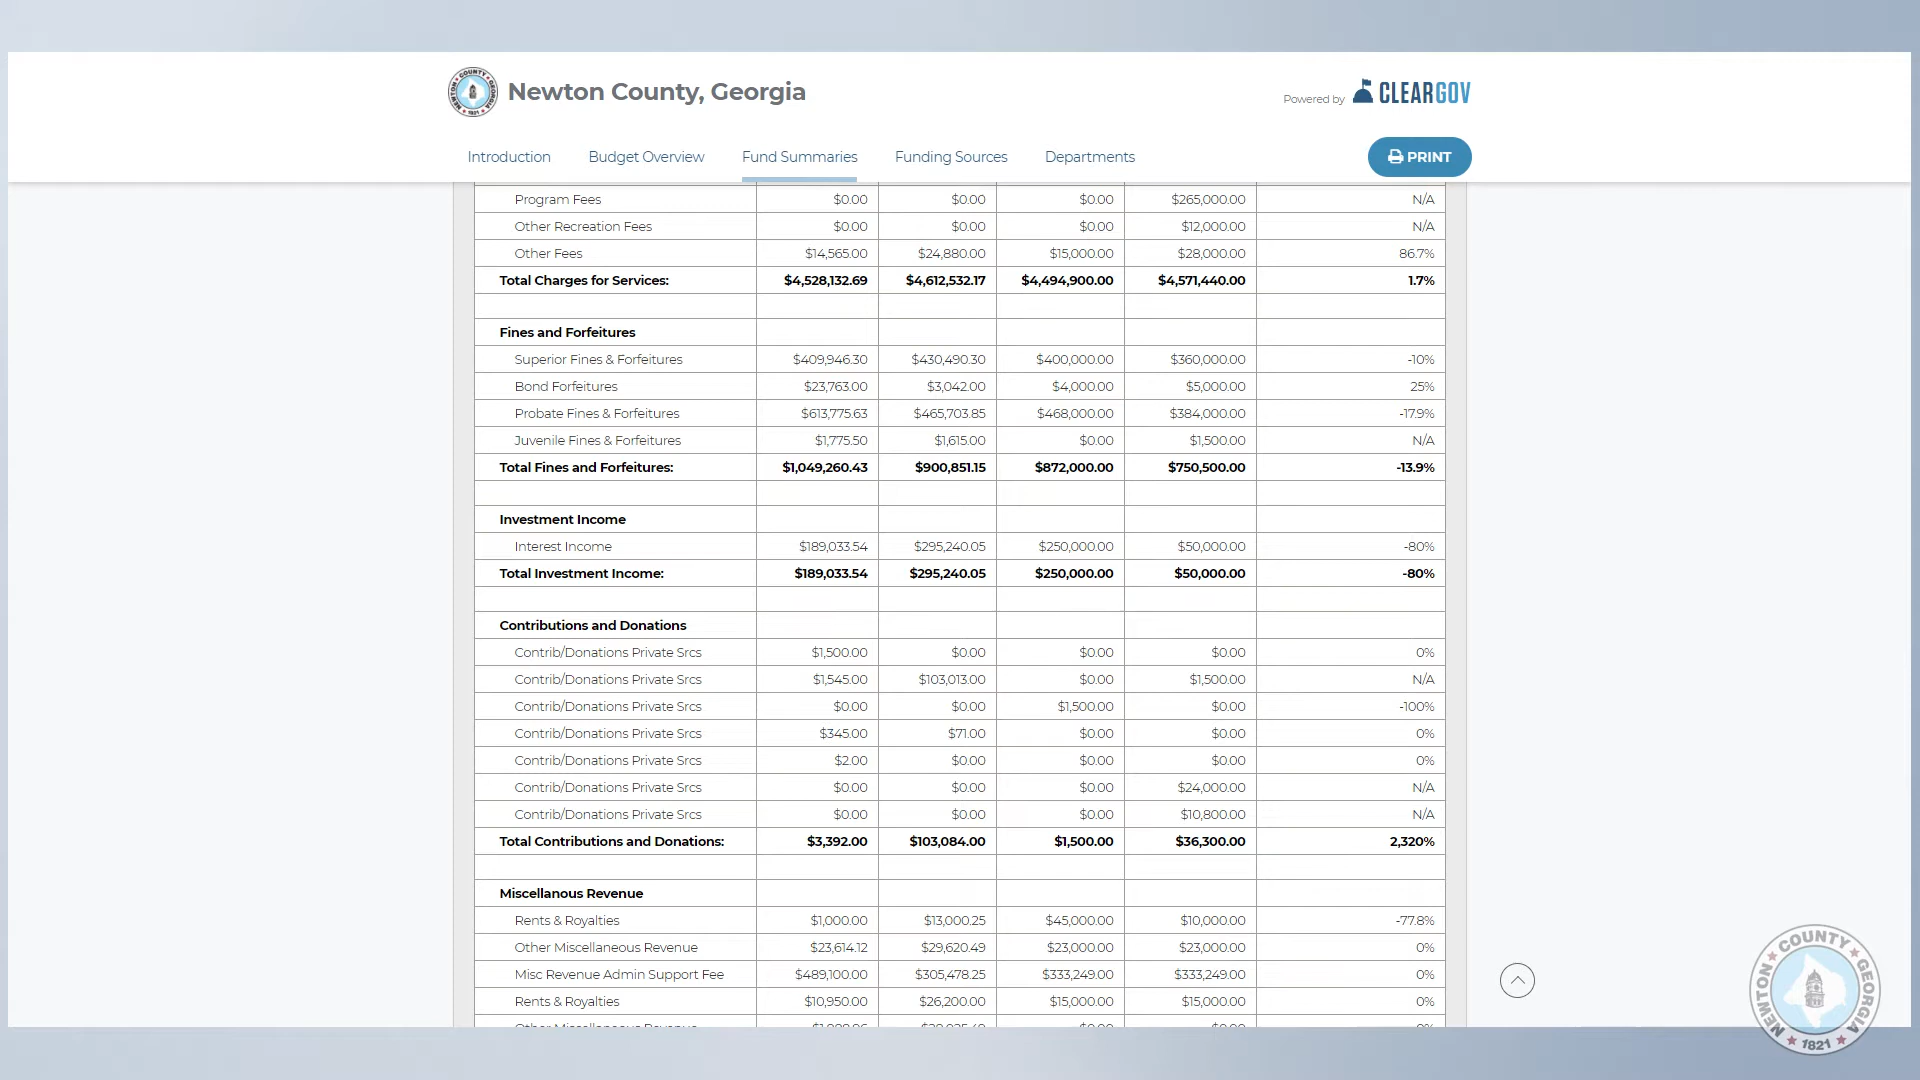 COUNTY GEORGIA NEWTON 1821
Newton County, Georgia
Powered by CLEARGOV
Introduction Budget Overview Fund Summaries Funding Sources Departments PRINT
Program Fees $0.00 $0.00 $0.00 $265,000.00 N/A
Other Recreation Fees $0.00 $0.00 $0.00 $12,000.00 N/A
Other Fees $14,565.00 $24,880.00 $15,000.00 $28,000.00 86.7%
Total Charges for Services: $4,528,132.69 $4,612,532.17 $4,494,900.00 $4,571,440.00 1.7%
Fines and Forfeitures
Superior Fines & Forfeitures $409,946.30 $430,490.30 $400,000.00 $360,000.00 -10%
Bond Forfeitures $23,763.00 $3,042.00 $4,000.00 $5,000.00 25%
Probate Fines & Forfeitures $613,775.63 $465,703.85 $468,000.00 $384,000.00 -17.9%
Juvenile Fines & Forfeitures $1,775.50 $1,615.00 $0.00 $1,500.00 N/A
Total Fines and Forfeitures: $1,049,260.43 $900,851.15 $872,000.00 $750,500.00 -13.9%
Investment Income
Interest Income $189,033.54 $295,240.05 $250,000.00 $50,000.00 -80%
Total Investment Income: $189,033.54 $295,240.05 $250,000.00 $50,000.00 -80%
Contributions and Donations
Contrib/Donations Private Srcs $1,500.00 $0.00 $0.00 $0.00 0%
Contrib/Donations Private Srcs $1,545.00 $103,013.00 $0.00 $1,500.00 N/A
Contrib/Donations Private Srcs $0.00 $0.00 $1,500.00 $0.00 -100%
Contrib/Donations Private Srcs $345.00 $71.00 $0.00 $0.00 0%
Contrib/Donations Private Srcs $2.00 $0.00 $0.00 $0.00 0%
Contrib/Donations Private Srcs $0.00 $0.00 $0.00 $24,000.00 N/A
Contrib/Donations Private Srcs $0.00 $0.00 $0.00 $10,800.00 N/A
Total Contributions and Donations: $3,392.00 $103,084.00 $1,500.00 $36,300.00 2,320%
Miscellanous Revenue
Rents & Royalties $1,000.00 $13,000.25 $45,000.00 $10,000.00 -77.8%
Other Miscellaneous Revenue $23,614.12 $29,620.49 $23,000.00 $23,000.00 0%
Misc Revenue Admin Support Fee $489,100.00 $305,478.25 $333,249.00 $333,249.00 0%
Rents & Royalties $10,950.00 $26,200.00 $15,000.00 $15,000.00 0%
COUNTY GEORGIA NEWTON 1821